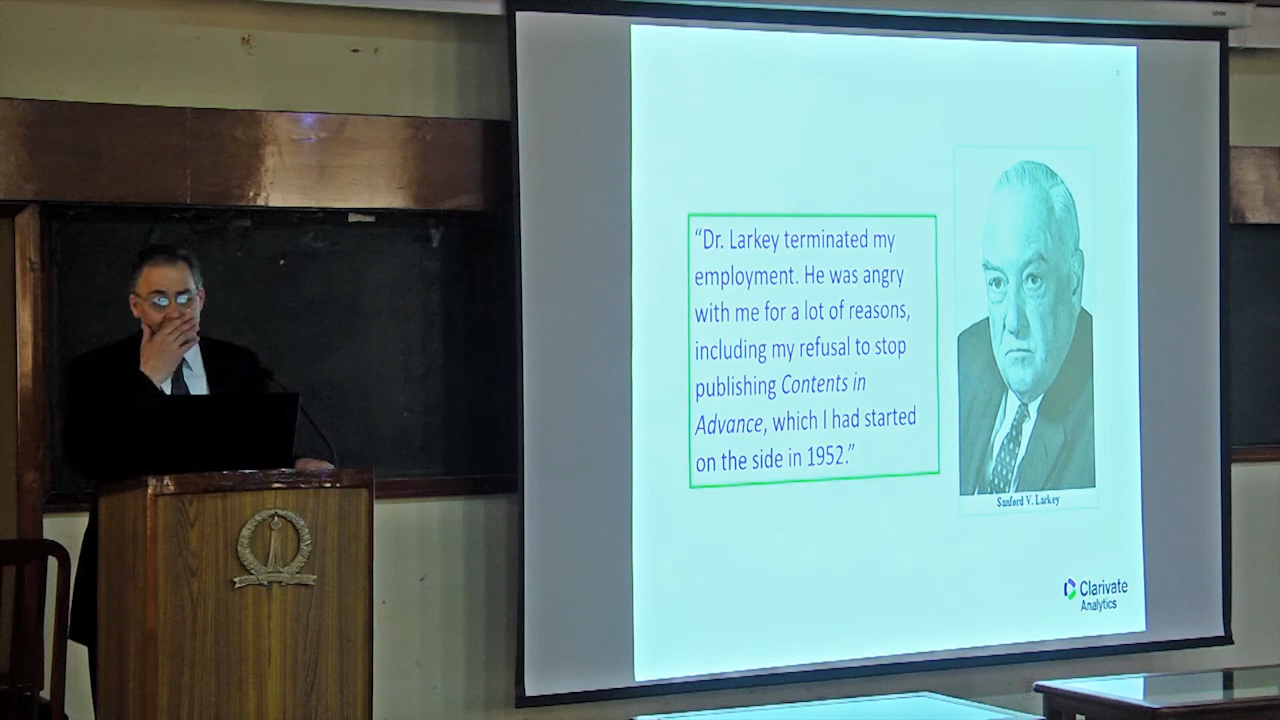 “Dr. Larkey terminated my
employment. He was angry
with me for a lot of reasons,
including my refusal to stop
publishing Contents in
Advance, which I had started
on the side in 1952.”
Sanford V. Larkey
Clarivate
Analytics